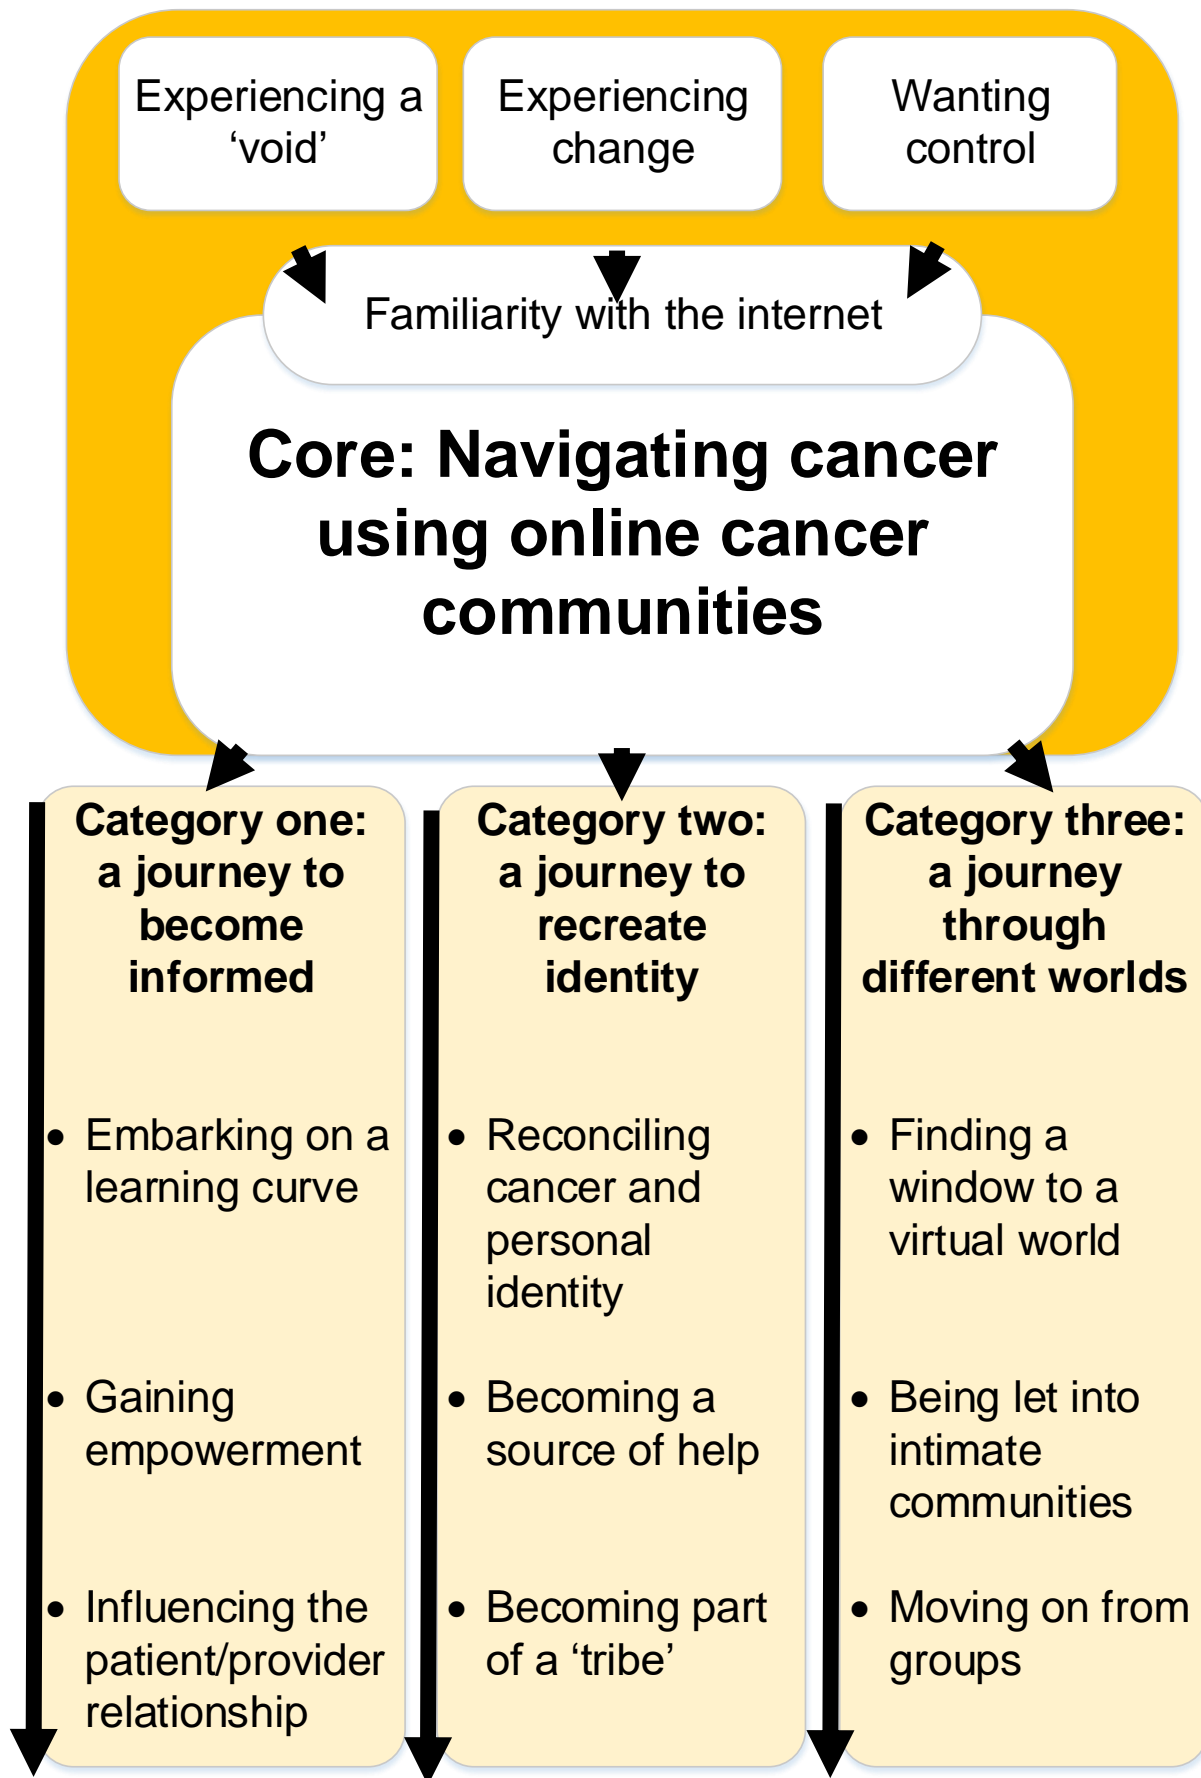 Experiencing a
‘void’
Experiencing
change
Wanting
control
Familiarity with the internet
Core: Navigating cancer
using online cancer
communities
Category one:
a journey to
become
informed
• Embarking on a
learning curve
• Gaining
empowerment
• Influencing the
patient/provider
relationship
Category two:
a journey to
recreate
identity
• Reconciling
cancer and
personal
identity
• Becoming a
source of help
• Becoming part
of a ‘tribe’
Category three:
a journey
through
different worlds
• Finding a
window to a
virtual world
• Being let into
intimate
communities
• Moving on from
groups